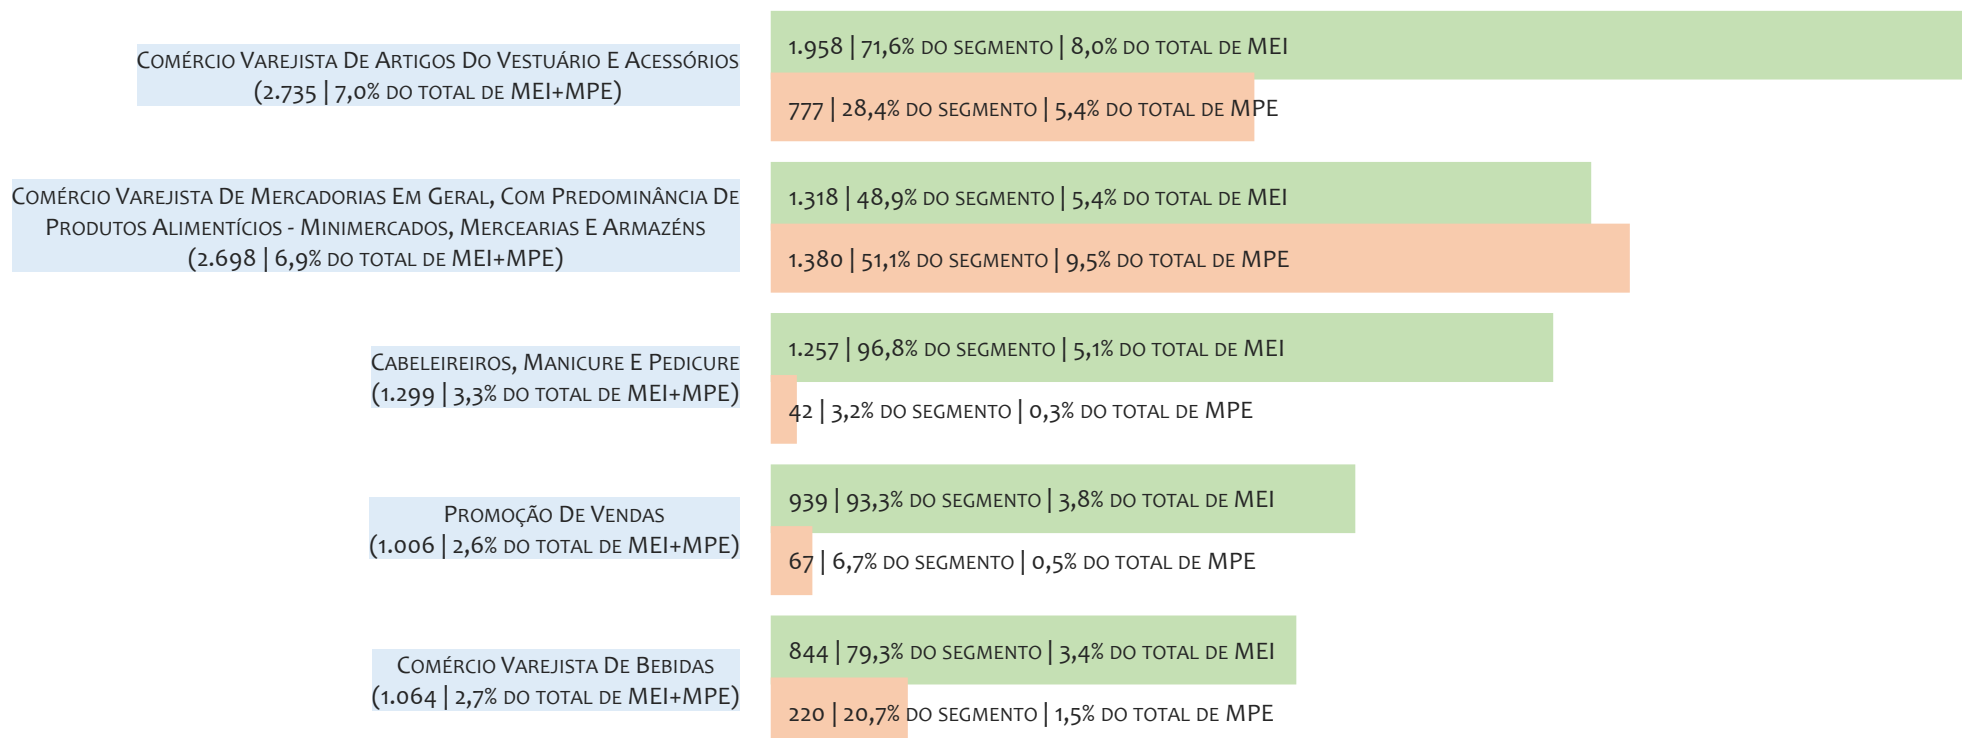 Comércio Varejista De Artigos Do Vestuário E Acessórios
(2.735 | 7,0% do total de MEI+MPE)
1.958 | 71,6% do segmento | 8,0% do total de MEI
777 | 28,4% do segmento | 5,4% do total de MPE
Comércio Varejista De Mercadorias Em Geral, Com Predominância De
Produtos Alimentícios - Minimercados, Mercearias E Armazéns
(2.698 | 6,9% do total de MEI+MPE)
1.318 | 48,9% do segmento | 5,4% do total de MEI
1.380 | 51,1% do segmento | 9,5% do total de MPE
Cabeleireiros, Manicure E Pedicure
(1.299 | 3,3% do total de MEI+MPE)
1.257 | 96,8% do segmento | 5,1% do total de MEI
42 | 3,2% do segmento | 0,3% do total de MPE
Promoção De Vendas
(1.006 | 2,6% do total de MEI+MPE)
939 | 93,3% do segmento | 3,8% do total de MEI
67 | 6,7% do segmento | 0,5% do total de MPE
Comércio Varejista De Bebidas
(1.064 | 2,7% do total de MEI+MPE)
844 | 79,3% do segmento | 3,4% do total de MEI
220 | 20,7% do segmento | 1,5% do total de MPE